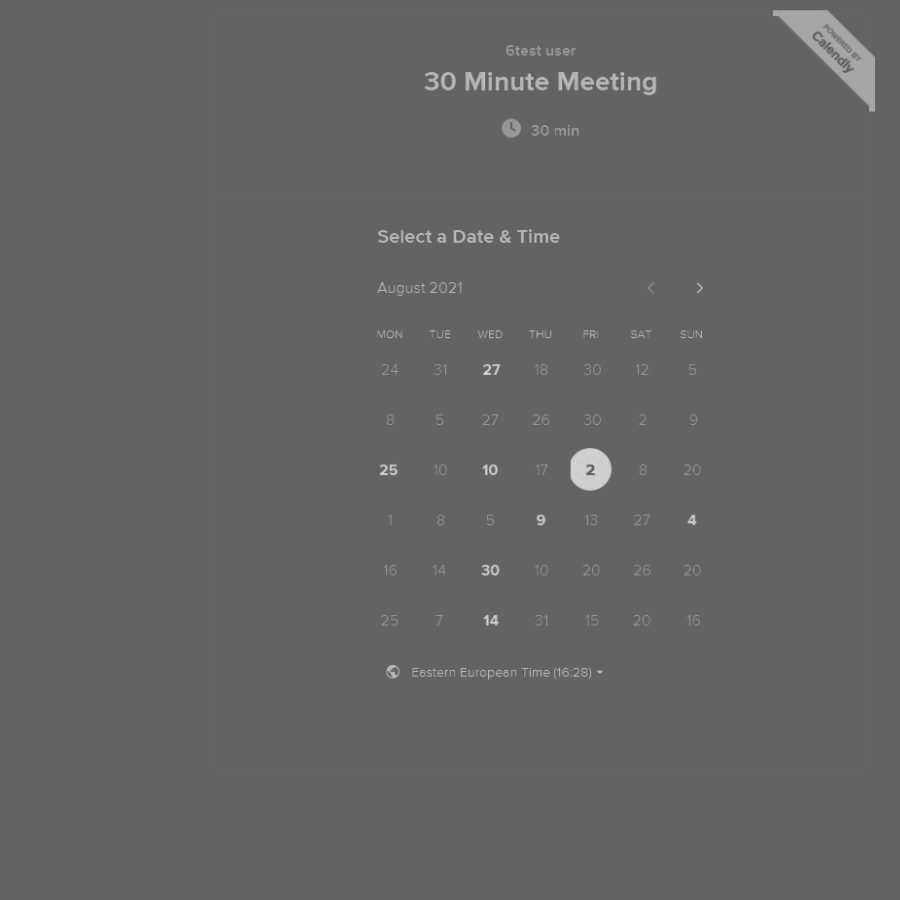 POWERED BY
Calendly
6test user
30 Minute Meeting
30 min
Select a Date & Time
August 2021
MON TUE WED THU FRI SAT SUN
24 31 27 18 30 12 5
8 5 27 26 30 2 9
25 10 10 17 2 8 20
1 8 5 9 13 27 4
16 14 30 10 20 26 20
25 7 14 31 15 20 16
Eastern European Time (16:28)